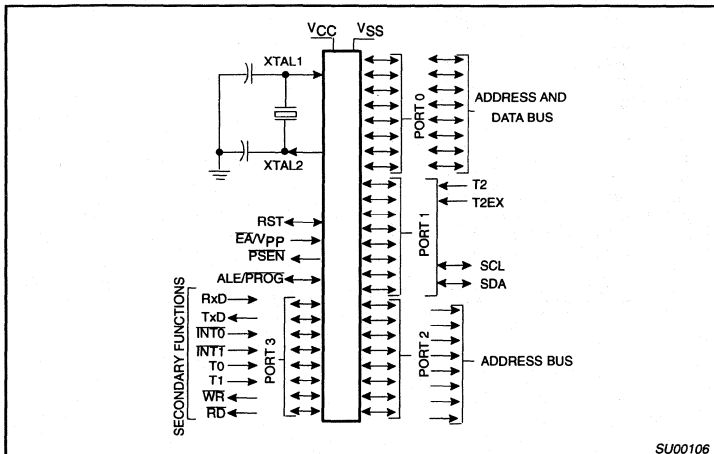 VCC VSS
XTAL1
XTAL2
PORT 0
ADDRESS AND
DATA BUS
PORT 1
T2
T2EX
SCL
SDA
RST
EA/VPP
PSEN
ALE/PROG
SECONDARY FUNCTIONS
RxD
TxD
INT0
INT1
T0
T1
WR
RD
PORT 3
PORT 2
ADDRESS BUS
SU00106